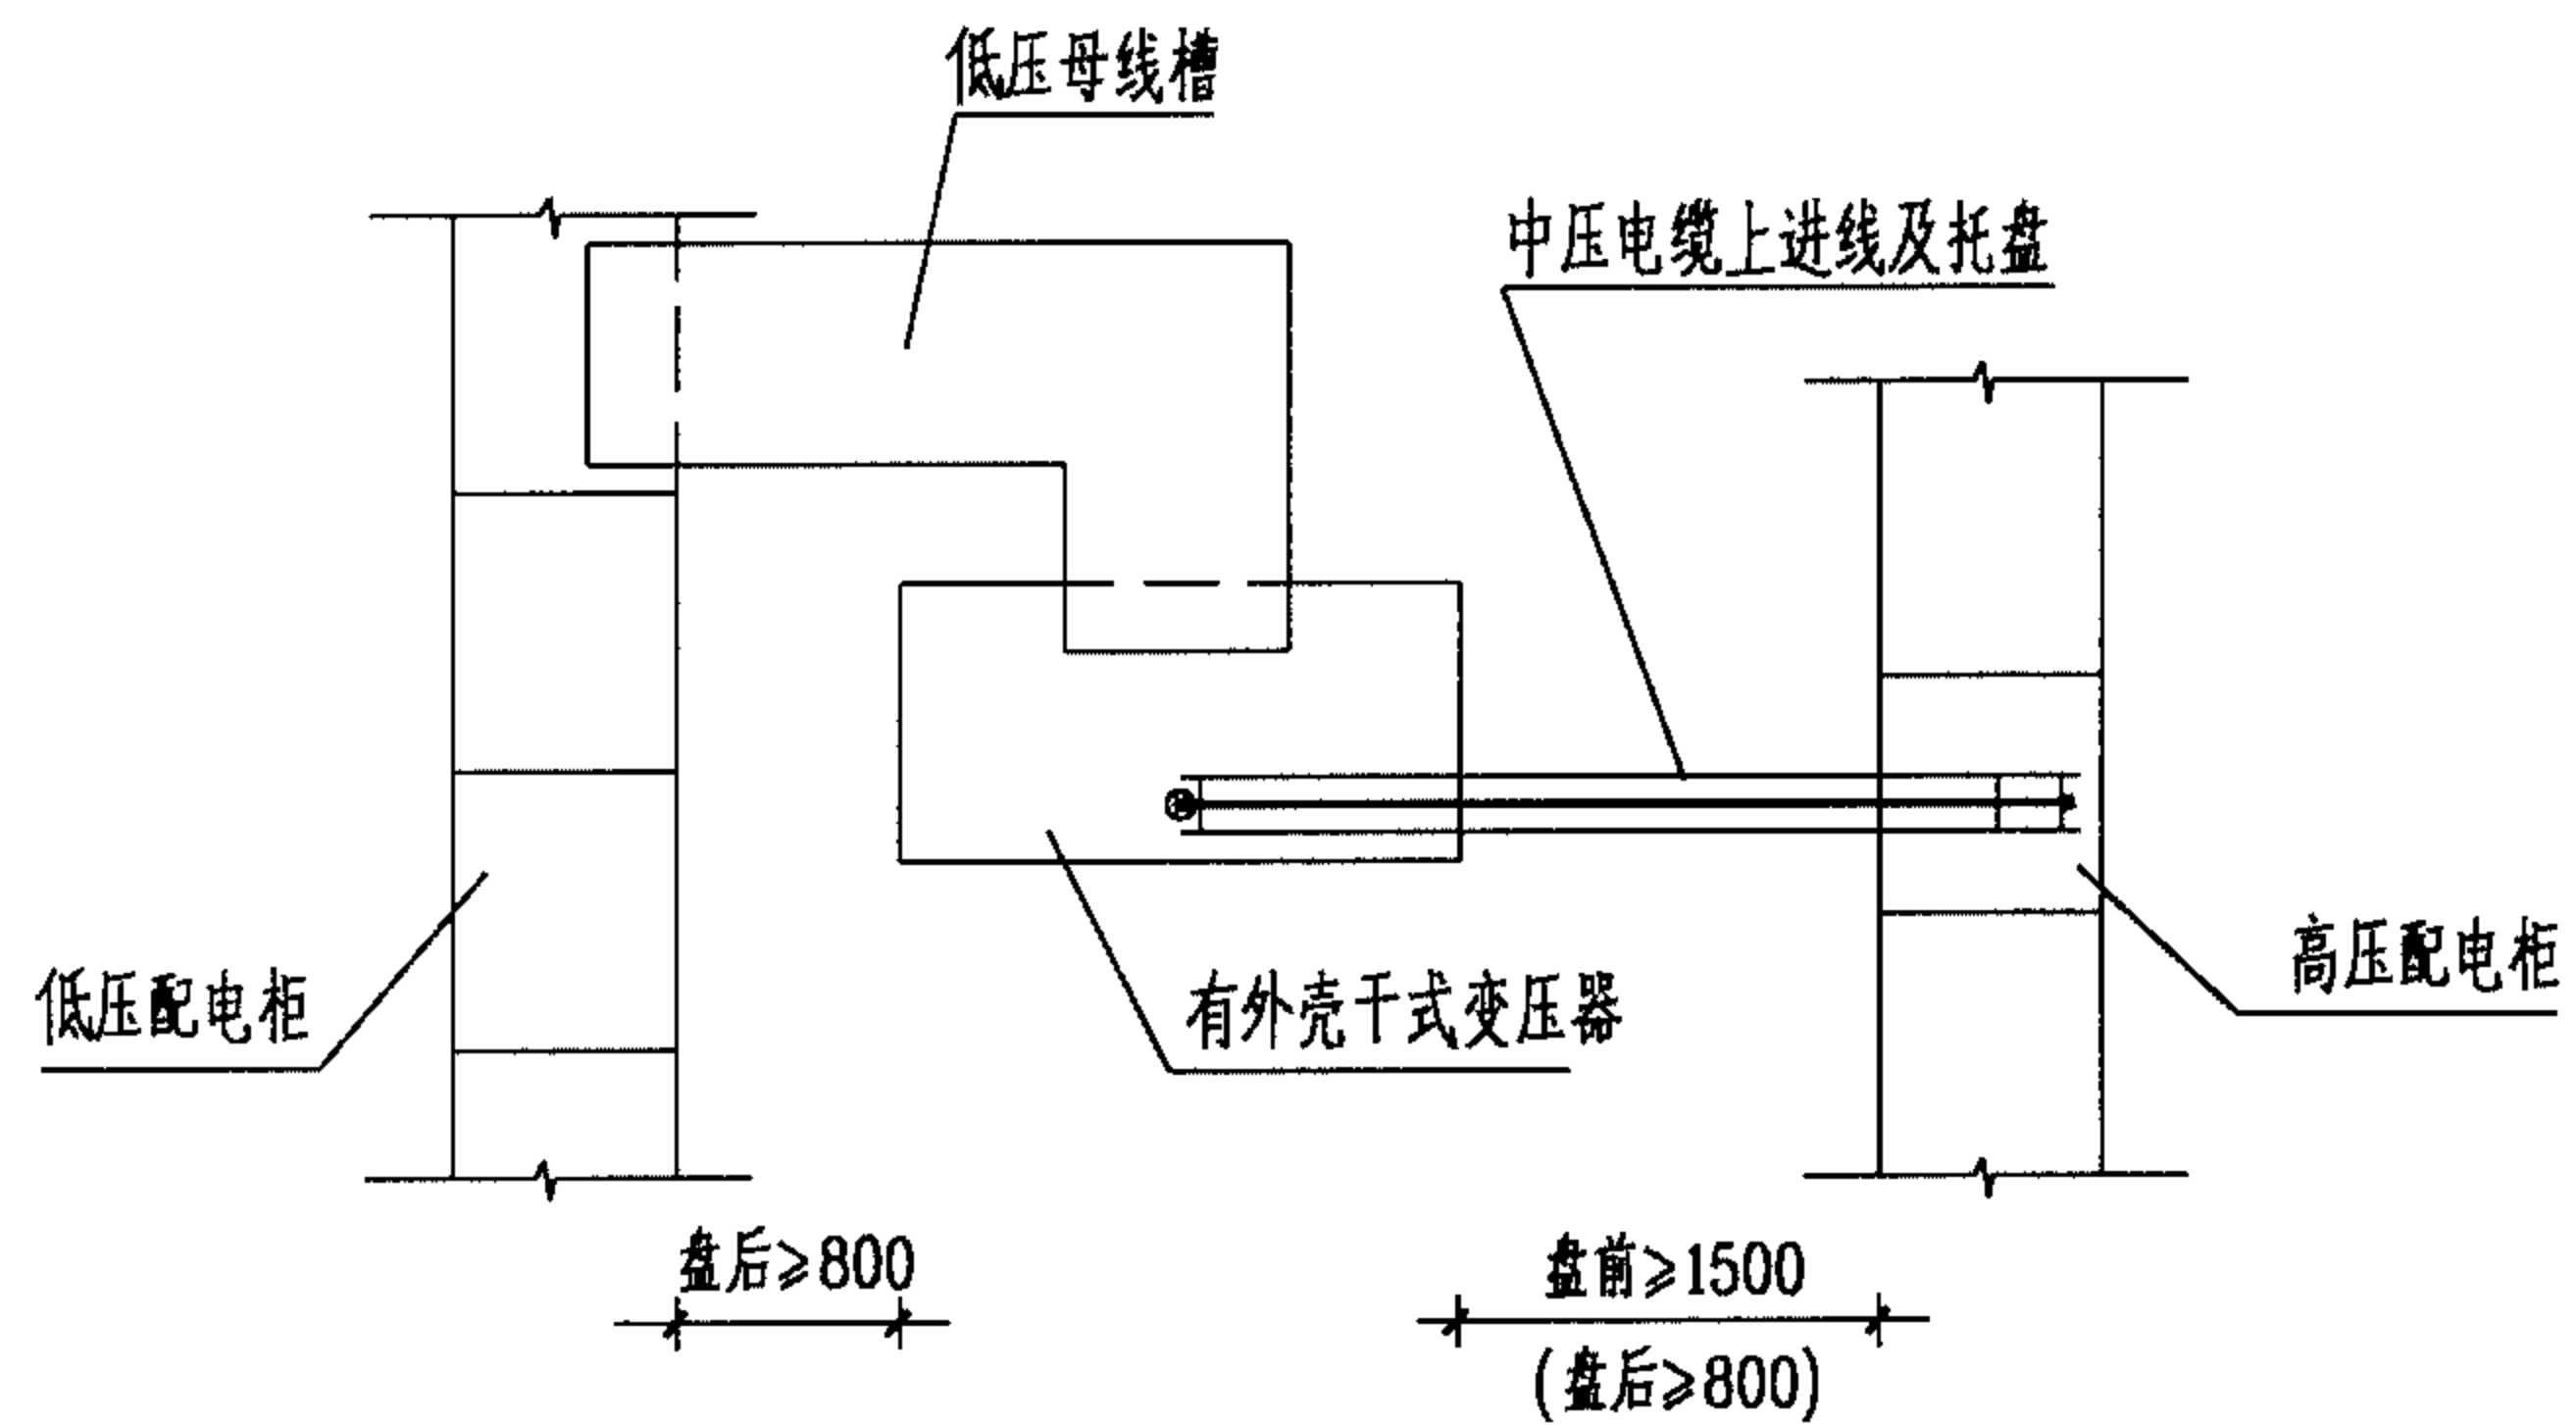 低压母线槽
中压电缆上进线及托盘
高压配电柜
低压配电柜
有外壳干式变压器
盘后≥800
盘前≥1500
(盘后≥800)